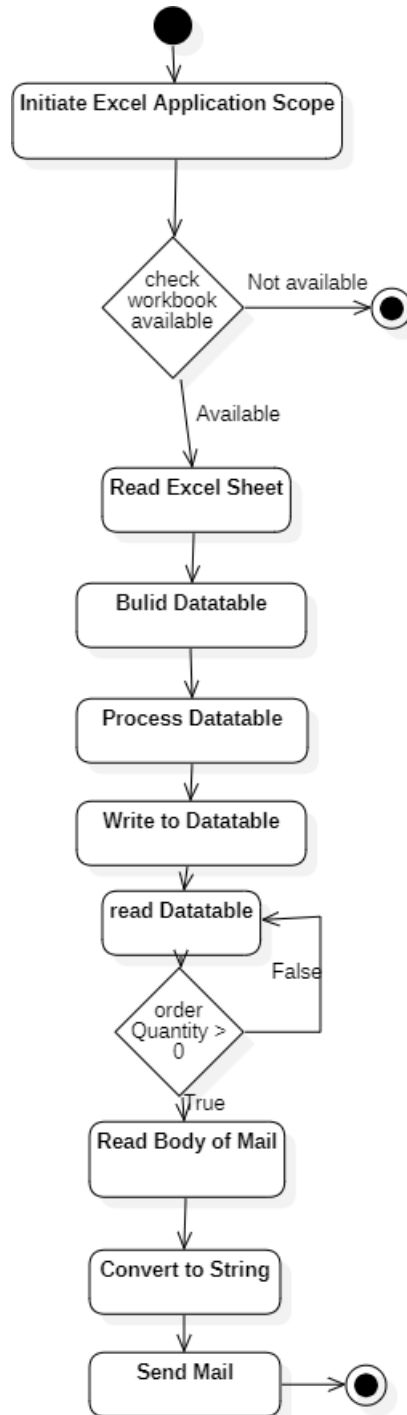 Initiate Excel Application Scope
check
workbook
available
Not available
Available
Read Excel Sheet
Bulid Datatable
Process Datatable
Write to Datatable
read Datatable
False
order
Quantity >
0
True
Read Body of Mail
Convert to String
Send Mail